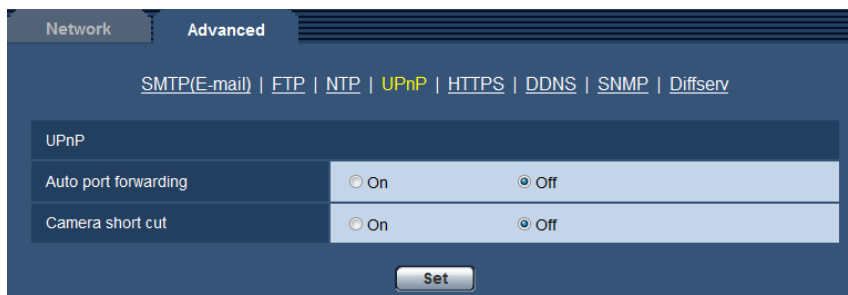 Network Advanced
SMTP(E-mail) | FTP | NTP | UPnP | HTTPS | DDNS | SNMP | Diffserv
UPnP
Auto port forwarding On Off
Camera short cut On Off
Set